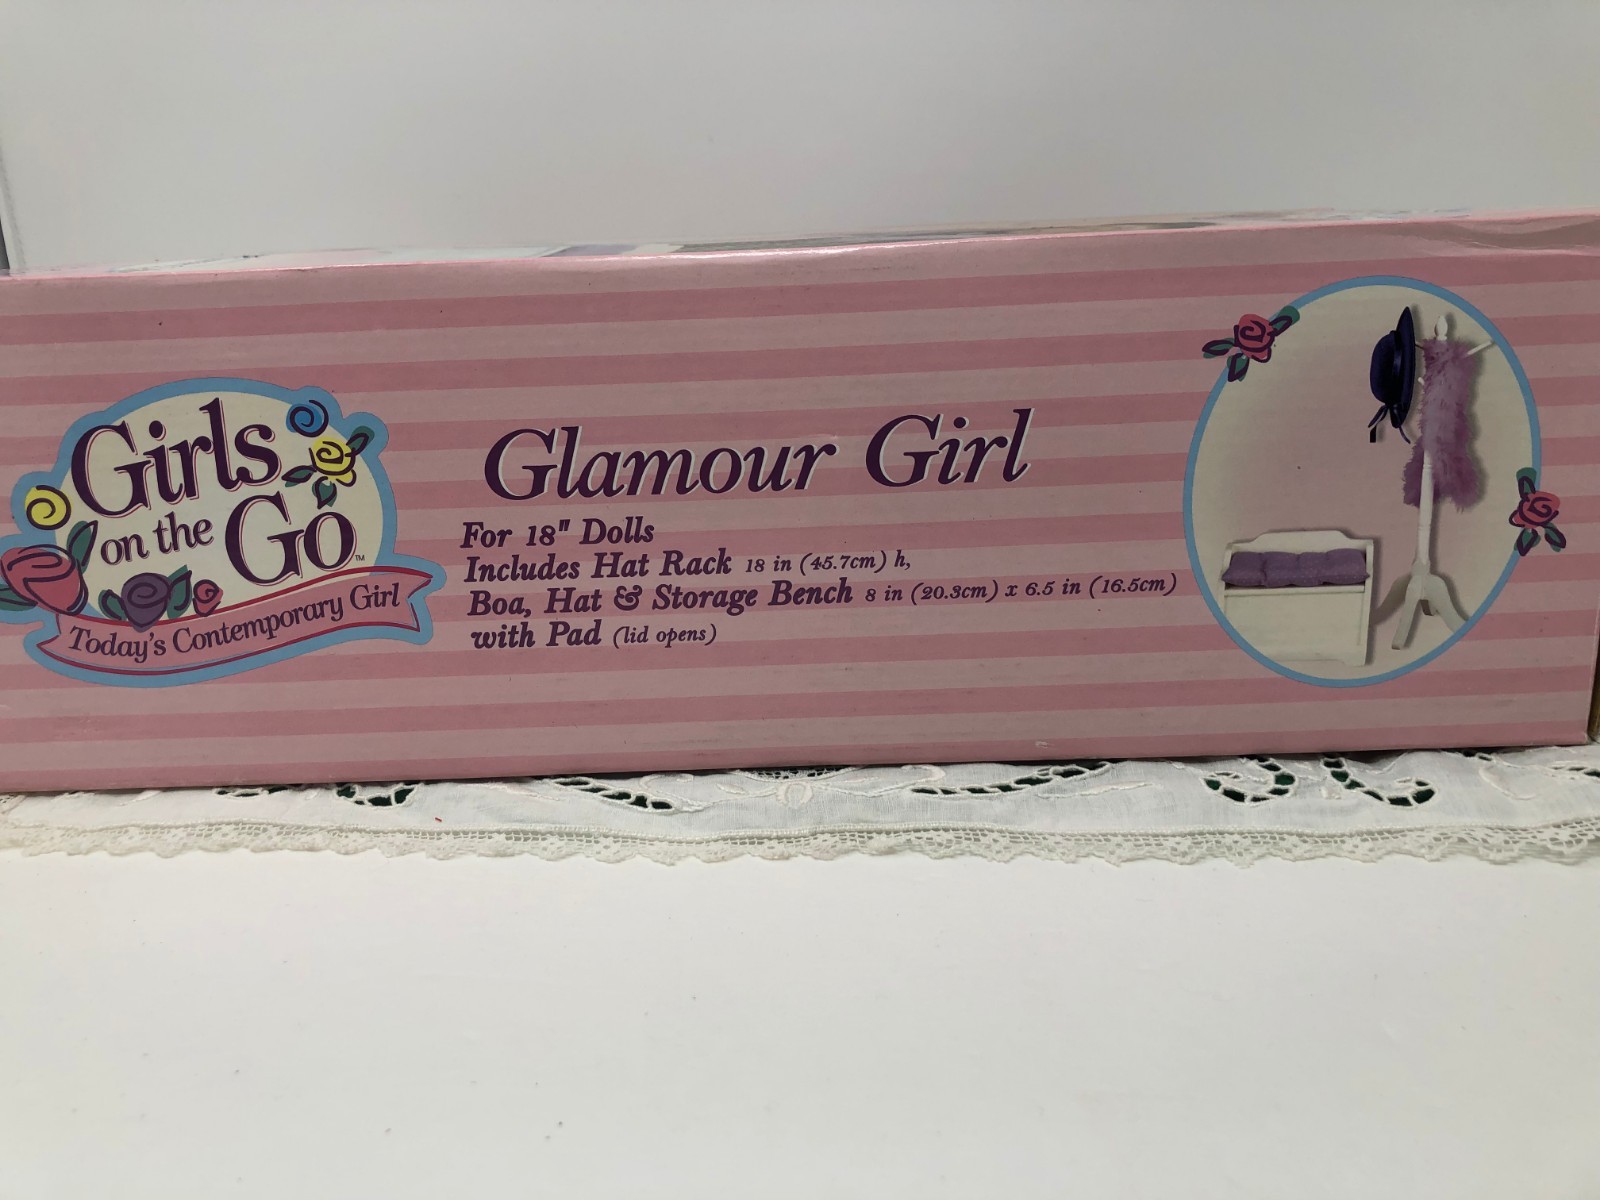 Girls
on the Go™
Today's Contemporary Girl
Glamour Girl
For 18" Dolls
Includes Hat Rack 18 in (45.7cm) h,
Boa, Hat & Storage Bench 8 in (20.3cm) x 6.5 in (16.5cm)
with Pad (lid opens)